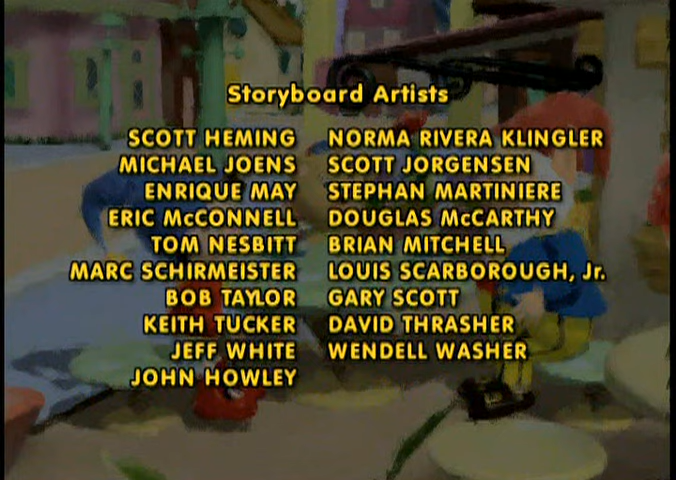 Storyboard Artists
SCOTT HEMING NORMA RIVERA KLINGLER
MICHAEL JOENS SCOTT JORGENSEN
ENRIQUE MAY STEPHAN MARTINIERE
ERIC McCONNELL DOUGLAS McCARTHY
TOM NESBITT BRIAN MITCHELL
MARC SCHIRMEISTER LOUIS SCARBOROUGH, Jr.
BOB TAYLOR GARY SCOTT
KEITH TUCKER DAVID THRASHER
JEFF WHITE WENDELL WASHER
JOHN HOWLEY